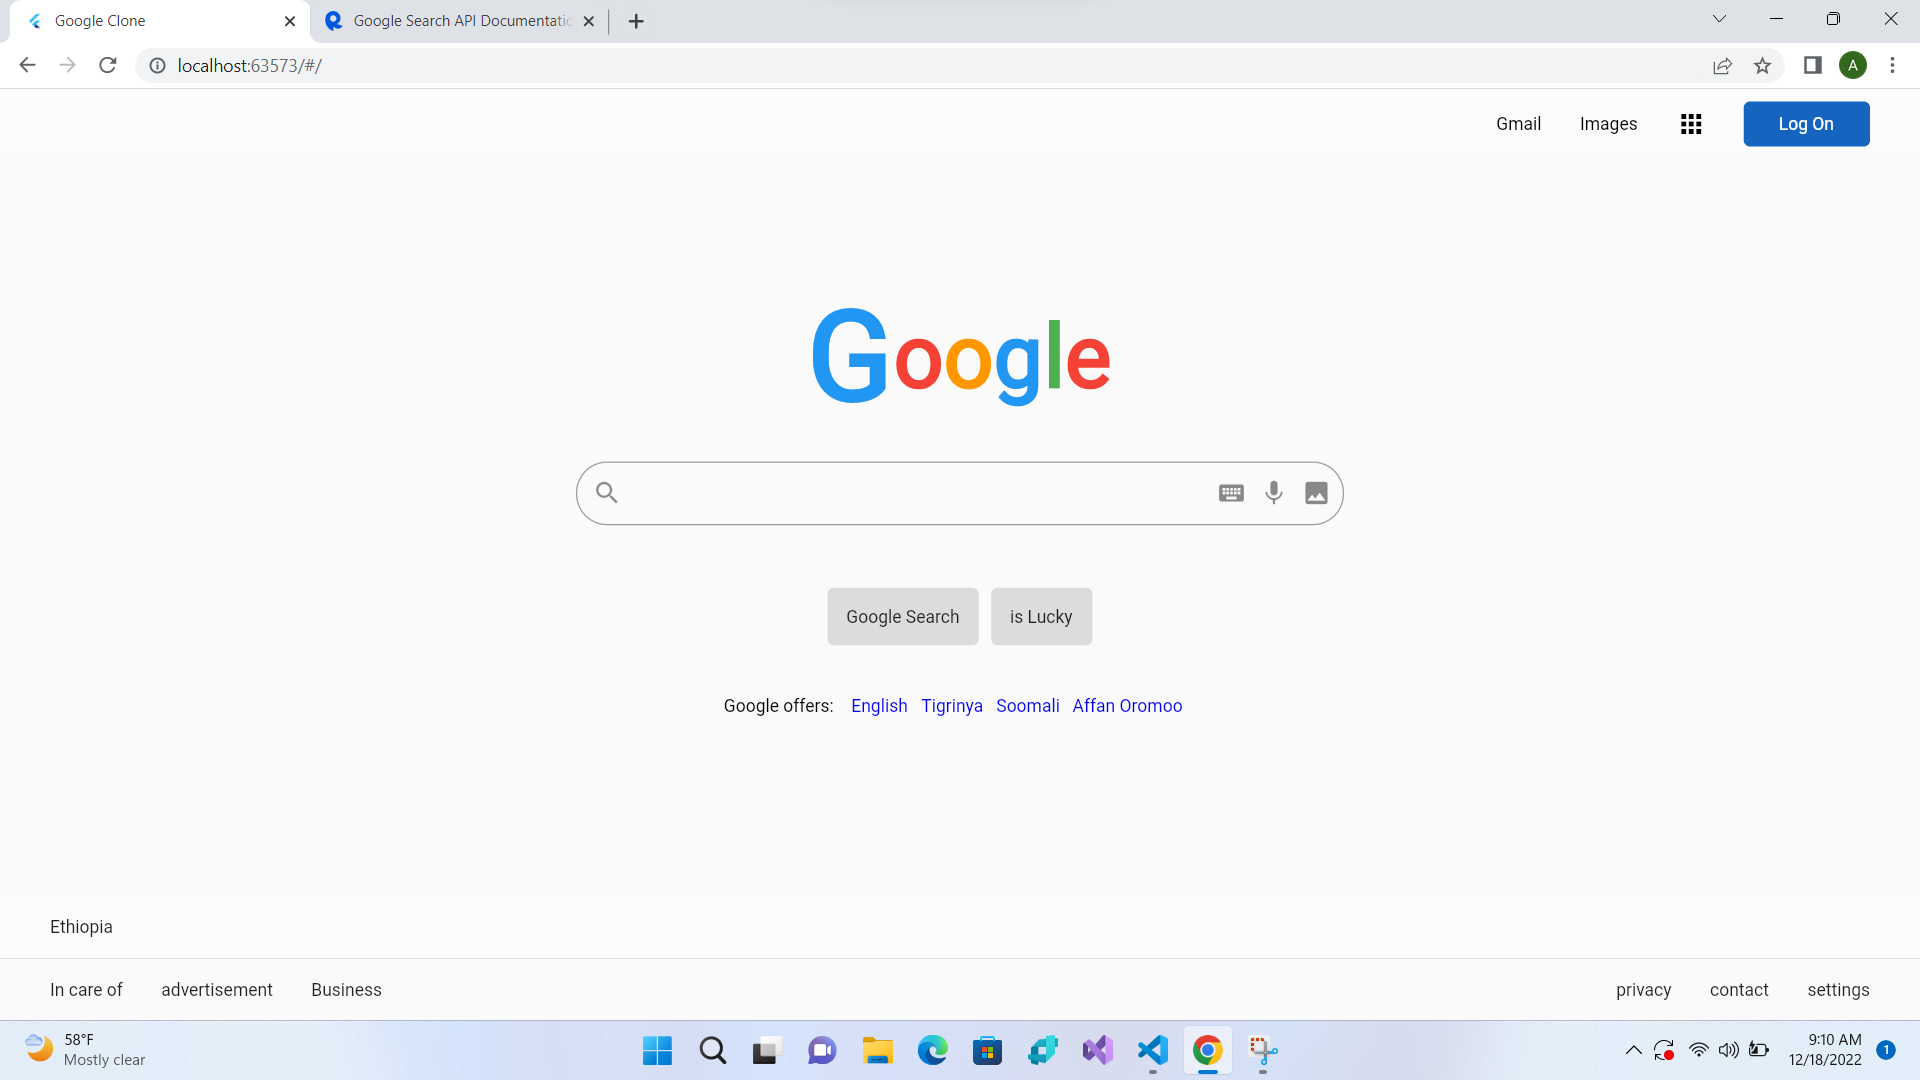 Google Clone
Google Search API Documentatic
localhost:63573/#/
A
Gmail Images Log On
Google
Google Search is Lucky
Google offers: English Tigrinya Soomali Affan Oromoo
Ethiopia
In care of advertisement Business privacy contact settings
58°F
Mostly clear
9:10 AM
12/18/2022
1